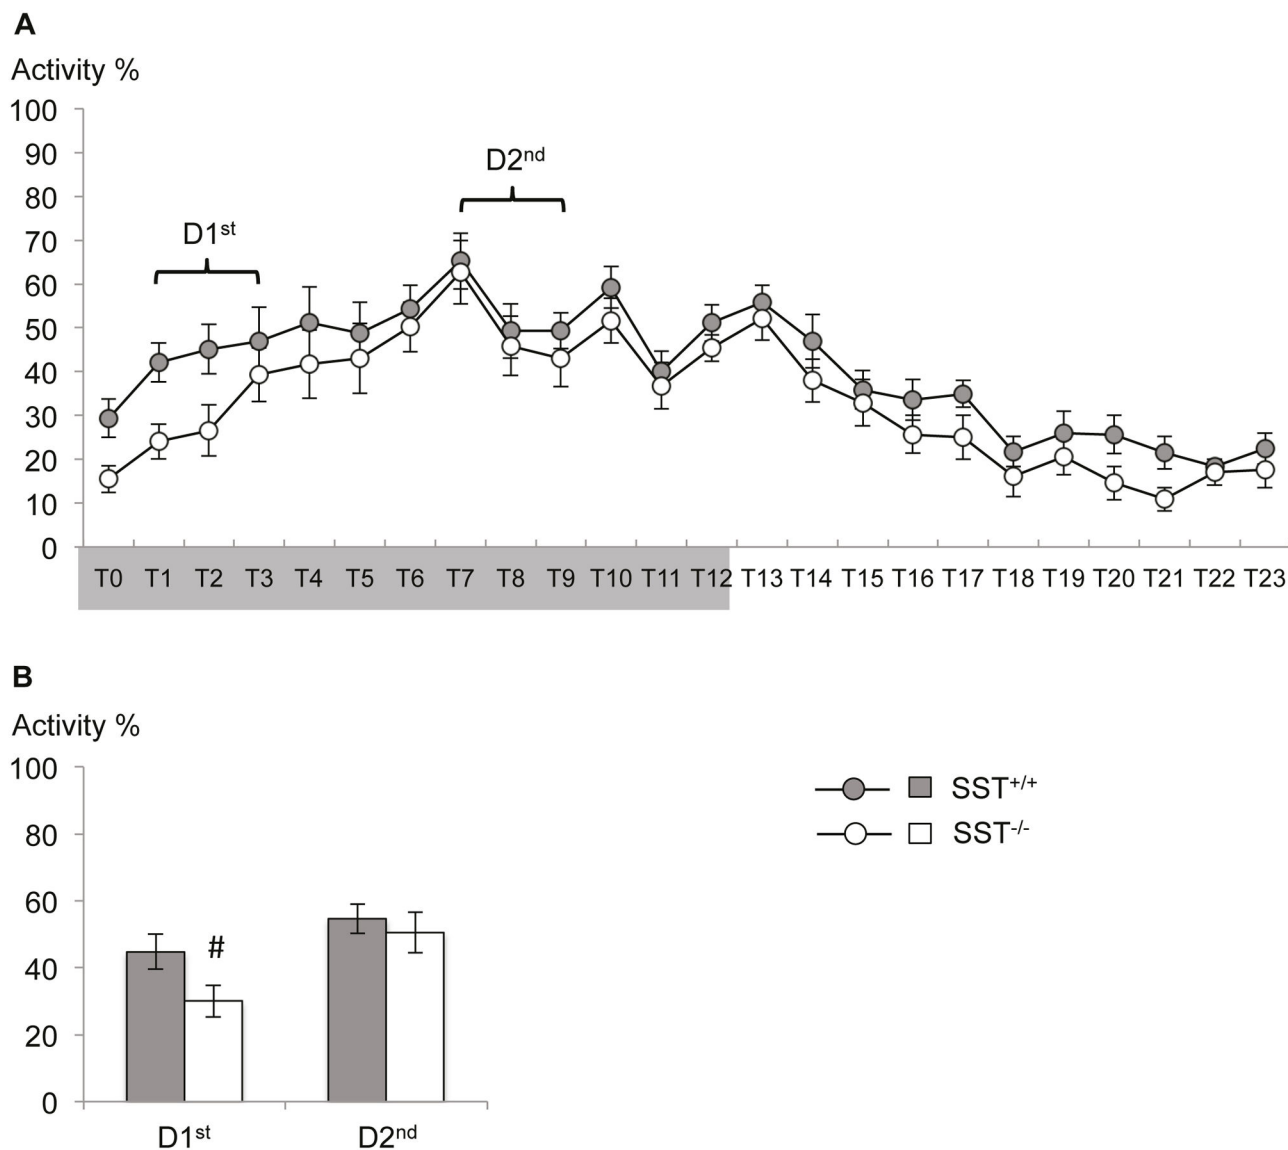 A
Activity %
100
90
80
70
60
50
40
30
20
10
0
D1st
D2nd
T0 T1 T2 T3 T4 T5 T6 T7 T8 T9 T10 T11 T12 T13 T14 T15 T16 T17 T18 T19 T20 T21 T22 T23
B
Activity %
100
80
60
40
20
0
#
D1st D2nd
SST+/+
SST-/-